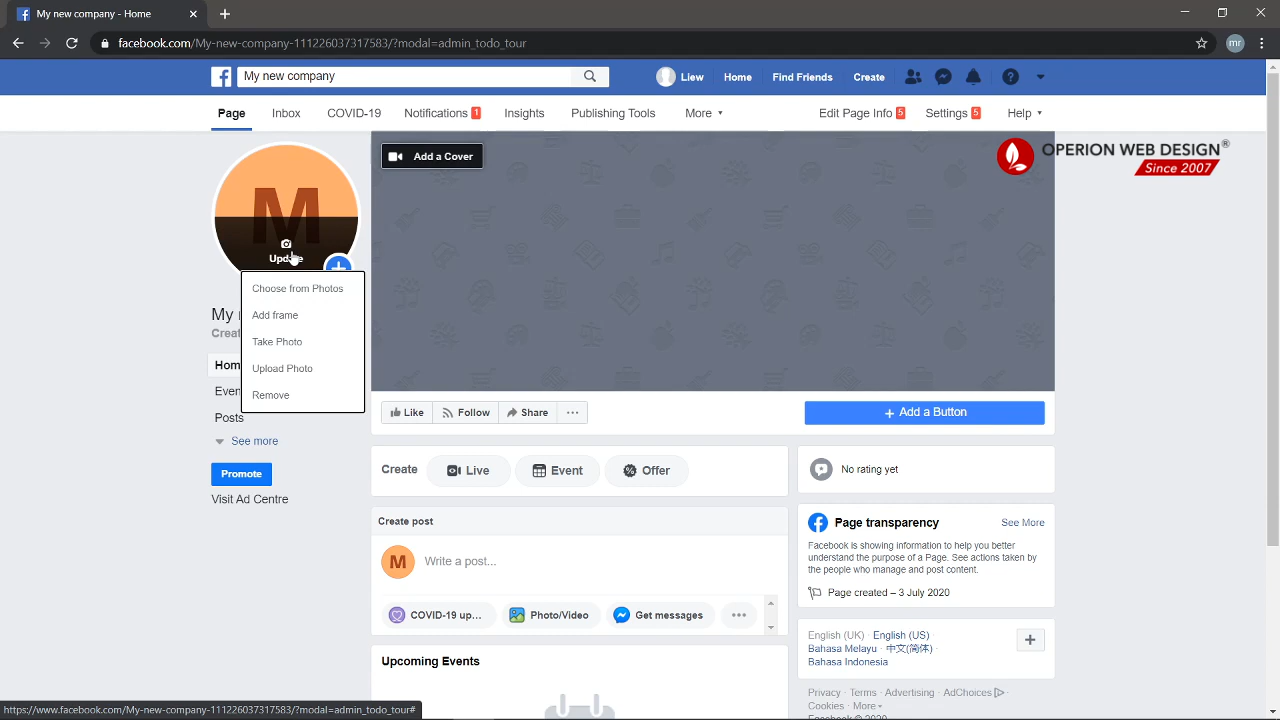 My new company - Home
facebook.com/My-new-company-111226037317583/?modal=admin_todo_tour
mr
My new company
Liew
Home
Find Friends
Create
Page
Inbox
COVID-19
Notifications 1
Insights
Publishing Tools
More
Edit Page Info 5
Settings 5
Help
M
Update
Add a Cover
OPERION WEB DESIGN®
Since 2007
Choose from Photos
Add frame
Take Photo
Upload Photo
Remove
My
Posts
See more
Promote
Visit Ad Centre
Like
Follow
Share
+ Add a Button
Create
Live
Event
Offer
No rating yet
Create post
M
Write a post...
COVID-19 up...
Photo/Video
Get messages
Page transparency
See More
Facebook is showing information to help you better
understand the purpose of a Page. See actions taken by
the people who manage and post content.
Page created – 3 July 2020
Upcoming Events
English (UK) · English (US) ·
Bahasa Melayu · 中文(简体) ·
Bahasa Indonesia
Privacy · Terms · Advertising · AdChoices ·
Cookies · More
Facebook © 2020
https://www.facebook.com/My-new-company-111226037317583/?modal=admin_todo_tour#